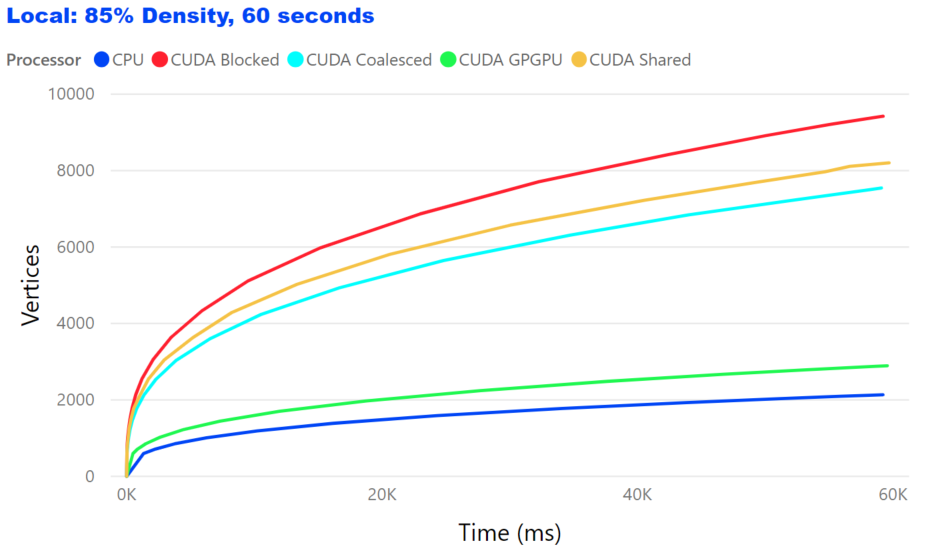 Local: 85% Density, 60 seconds
Processor CPU CUDA Blocked CUDA Coalesced CUDA GPGPU CUDA Shared
10000
8000
6000
4000
2000
0
Vertices
0K 20K 40K 60K
Time (ms)